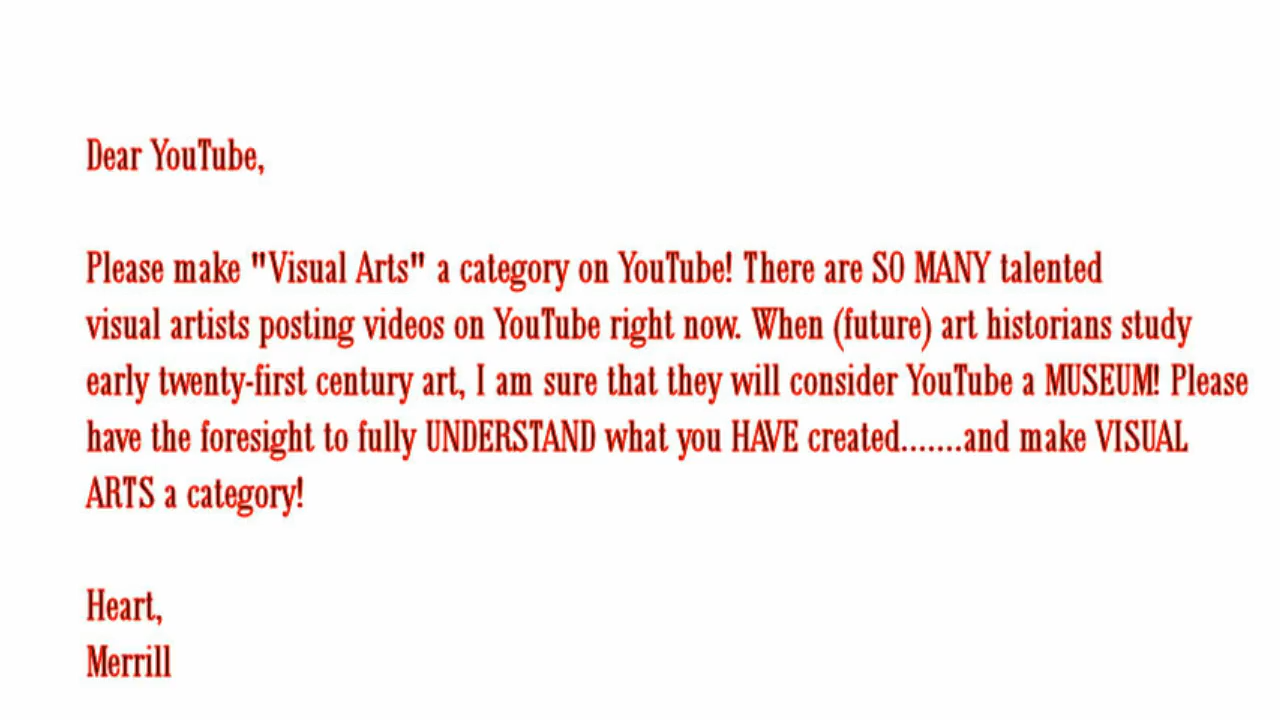 Dear YouTube,
Please make "Visual Arts" a category on YouTube! There are SO MANY talented
visual artists posting videos on YouTube right now. When (future) art historians study
early twenty-first century art, I am sure that they will consider YouTube a MUSEUM! Please
have the foresight to fully UNDERSTAND what you HAVE created.......and make VISUAL
ARTS a category!
Heart,
Merrill